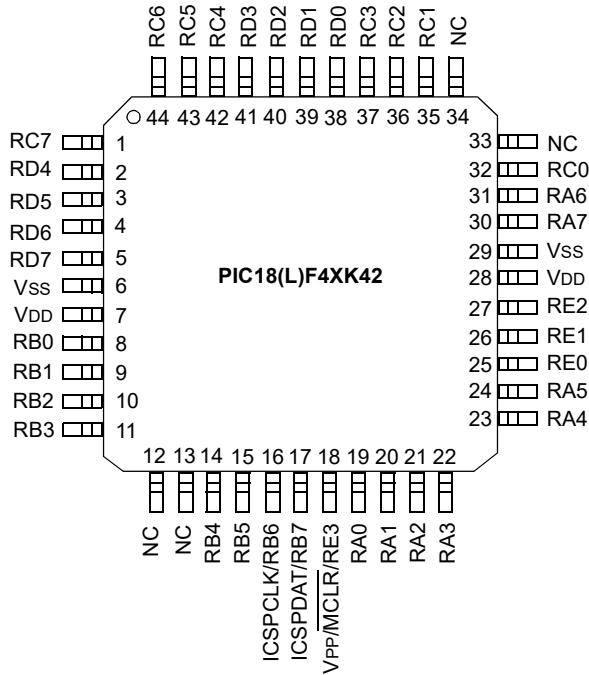 RC6 RC5 RC4 RD3 RD2 RD1 RD0 RC3 RC2 RC1 NC
44 43 42 41 40 39 38 37 36 35 34
RC7 1
RD4 2
RD5 3
RD6 4
RD7 5
VSS 6
VDD 7
RB0 8
RB1 9
RB2 10
RB3 11
PIC18(L)F4XK42
33 NC
32 RC0
31 RA6
30 RA7
29 VSS
28 VDD
27 RE2
26 RE1
25 RE0
24 RA5
23 RA4
12 13 14 15 16 17 18 19 20 21 22
NC
NC
RB4
RB5
ICSPCLK/RB6
ICSPDAT/RB7
VPP/MCLR/RE3
RA0
RA1
RA2
RA3